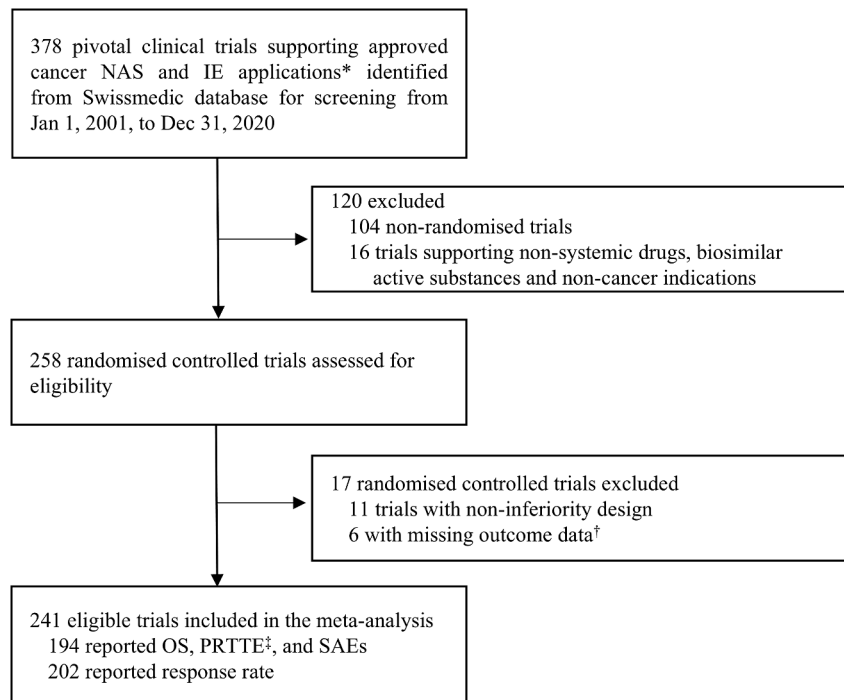 378 pivotal clinical trials supporting approved
cancer NAS and IE applications* identified
from Swissmedic database for screening from
Jan 1, 2001, to Dec 31, 2020
120 excluded
104 non-randomised trials
16 trials supporting non-systemic drugs, biosimilar
active substances and non-cancer indications
258 randomised controlled trials assessed for
eligibility
17 randomised controlled trials excluded
11 trials with non-inferiority design
6 with missing outcome data†
241 eligible trials included in the meta-analysis
194 reported OS, PRTTE‡, and SAEs
202 reported response rate